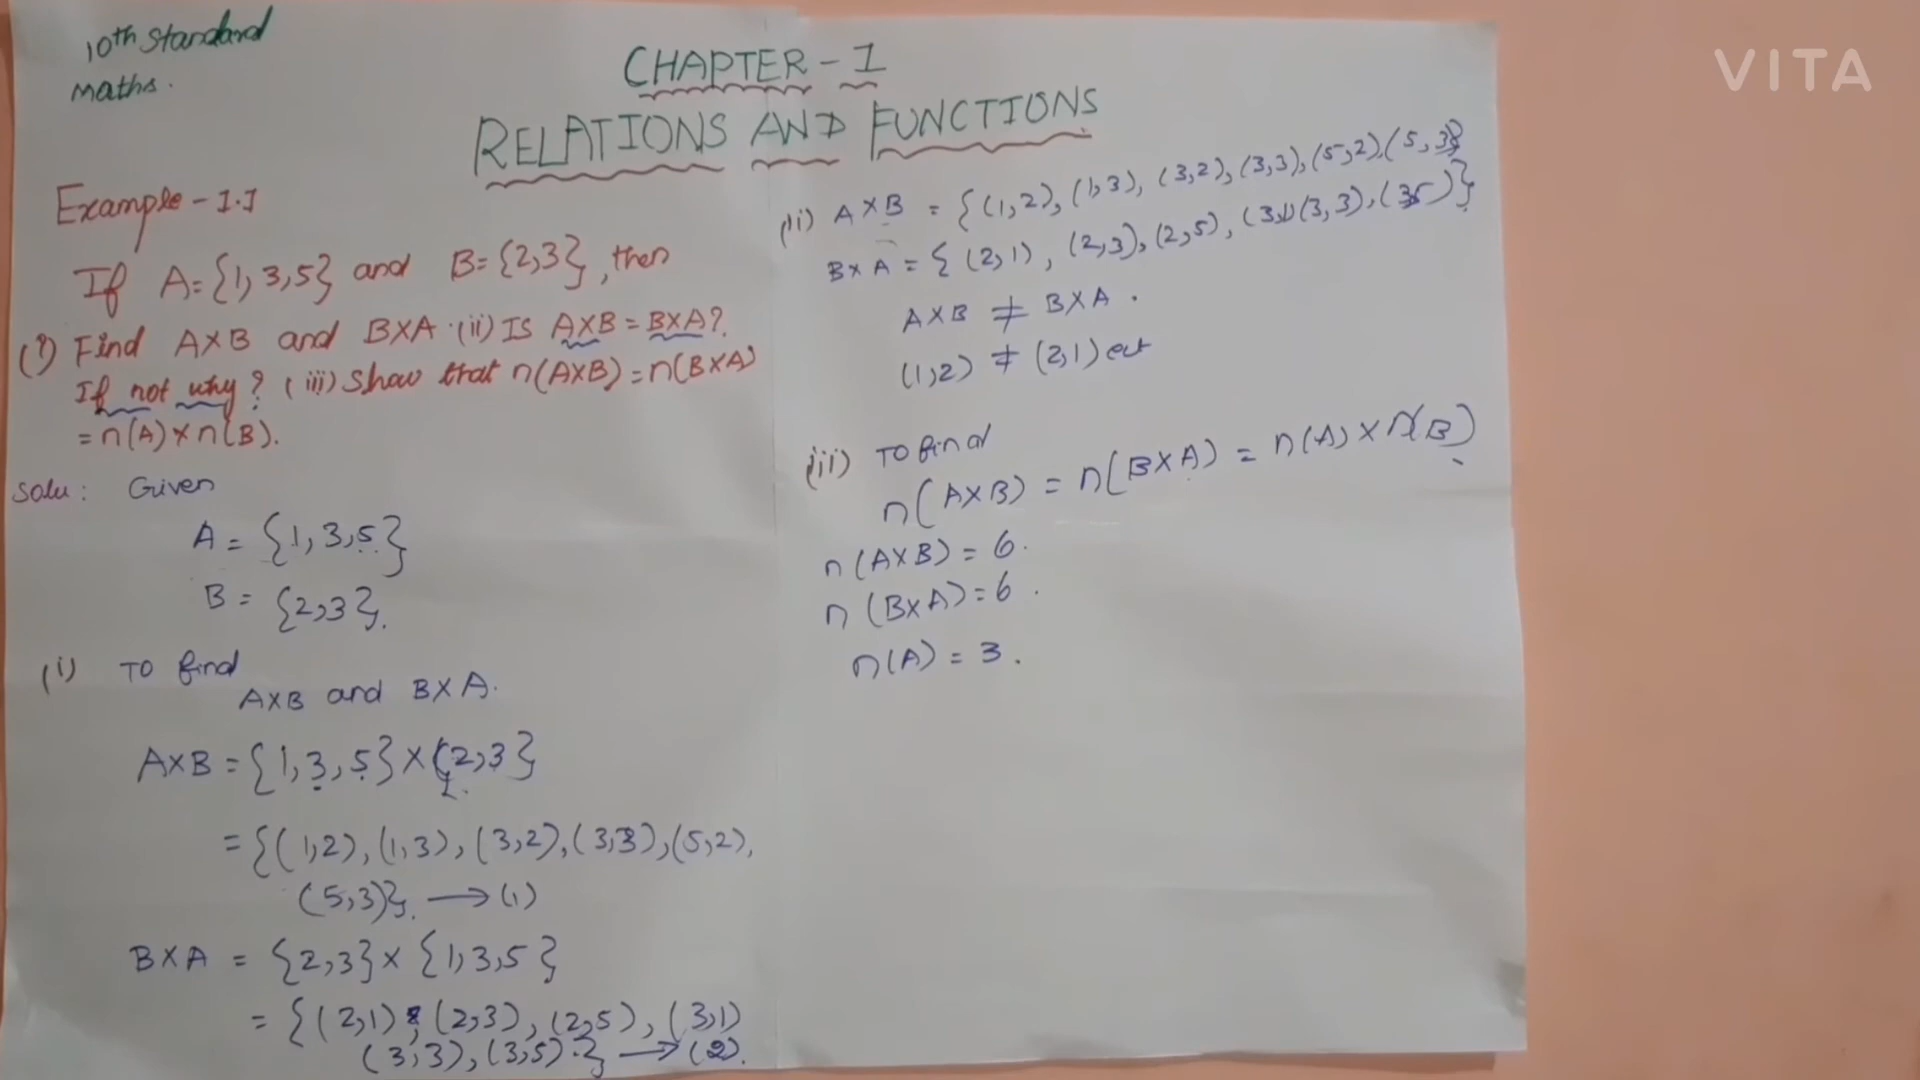 10th Standard
Maths.
CHAPTER - I
RELATIONS AND FUNCTIONS
VITA
Example - I.I
If A = {1, 3, 5} and B = {2, 3}, then
(i) Find A×B and B×A. (ii) Is A×B = B×A?
If not why? (iii) Show that n(A×B) = n(B×A)
= n(A) × n(B).
Solu: Given
A = {1, 3, 5}
B = {2, 3}.
(i) To find
A×B and B×A.
A×B = {1, 3, 5} × {2, 3}
= {(1,2), (1,3), (3,2), (3,3), (5,2),
(5,3)}. → (1)
B×A = {2,3} × {1,3,5}
= {(2,1), (2,3), (2,5), (3,1)
(3,3), (3,5).} → (2).
(ii) A×B = {(1,2), (1,3), (3,2), (3,3), (5,2), (5,3)}
B×A = {(2,1), (2,3), (2,5), (3,1) (3,3), (3,5)}.
A×B ≠ B×A.
(1,2) ≠ (2,1) ect
(iii) To final
n(A×B) = n(B×A) = n(A) × n(B)
n(A×B) = 6.
n(B×A) = 6.
n(A) = 3.